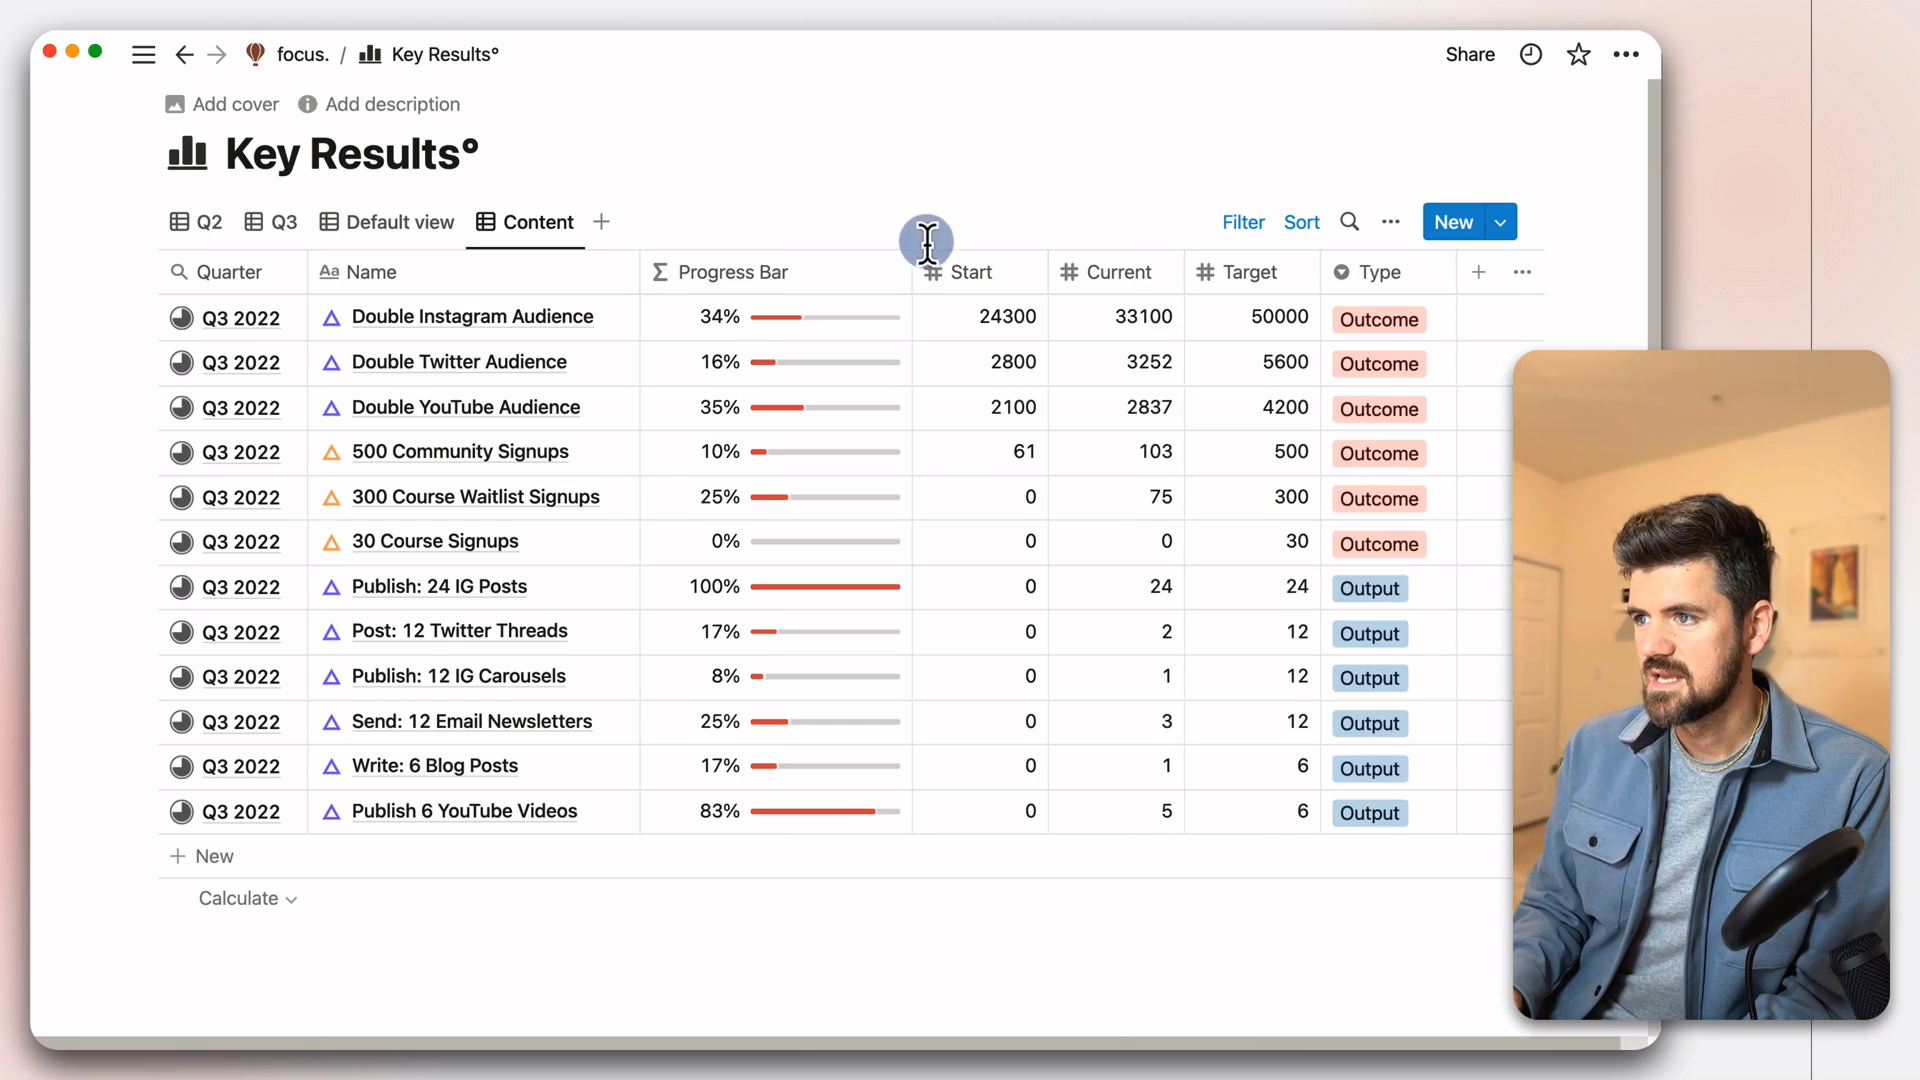 focus. / Key Results° Share
Add cover Add description
Key Results°
Q2 Q3 Default view Content Filter Sort New
Quarter Aa Name Progress Bar Start Current Target Type
Q3 2022 Double Instagram Audience 34% 24300 33100 50000 Outcome
Q3 2022 Double Twitter Audience 16% 2800 3252 5600 Outcome
Q3 2022 Double YouTube Audience 35% 2100 2837 4200 Outcome
Q3 2022 500 Community Signups 10% 61 103 500 Outcome
Q3 2022 300 Course Waitlist Signups 25% 0 75 300 Outcome
Q3 2022 30 Course Signups 0% 0 0 30 Outcome
Q3 2022 Publish: 24 IG Posts 100% 0 24 24 Output
Q3 2022 Post: 12 Twitter Threads 17% 0 2 12 Output
Q3 2022 Publish: 12 IG Carousels 8% 0 1 12 Output
Q3 2022 Send: 12 Email Newsletters 25% 0 3 12 Output
Q3 2022 Write: 6 Blog Posts 17% 0 1 6 Output
Q3 2022 Publish 6 YouTube Videos 83% 0 5 6 Output
+ New
Calculate